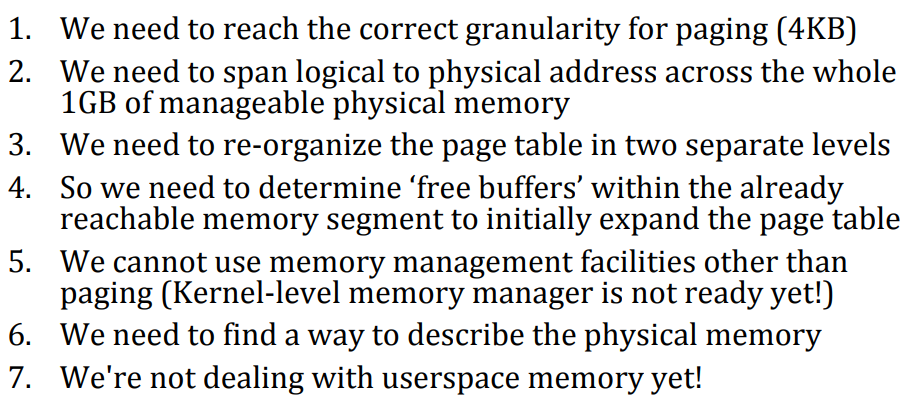 1. We need to reach the correct granularity for paging (4KB)
2. We need to span logical to physical address across the whole
1GB of manageable physical memory
3. We need to re-organize the page table in two separate levels
4. So we need to determine ‘free buffers’ within the already
reachable memory segment to initially expand the page table
5. We cannot use memory management facilities other than
paging (Kernel-level memory manager is not ready yet!)
6. We need to find a way to describe the physical memory
7. We're not dealing with userspace memory yet!